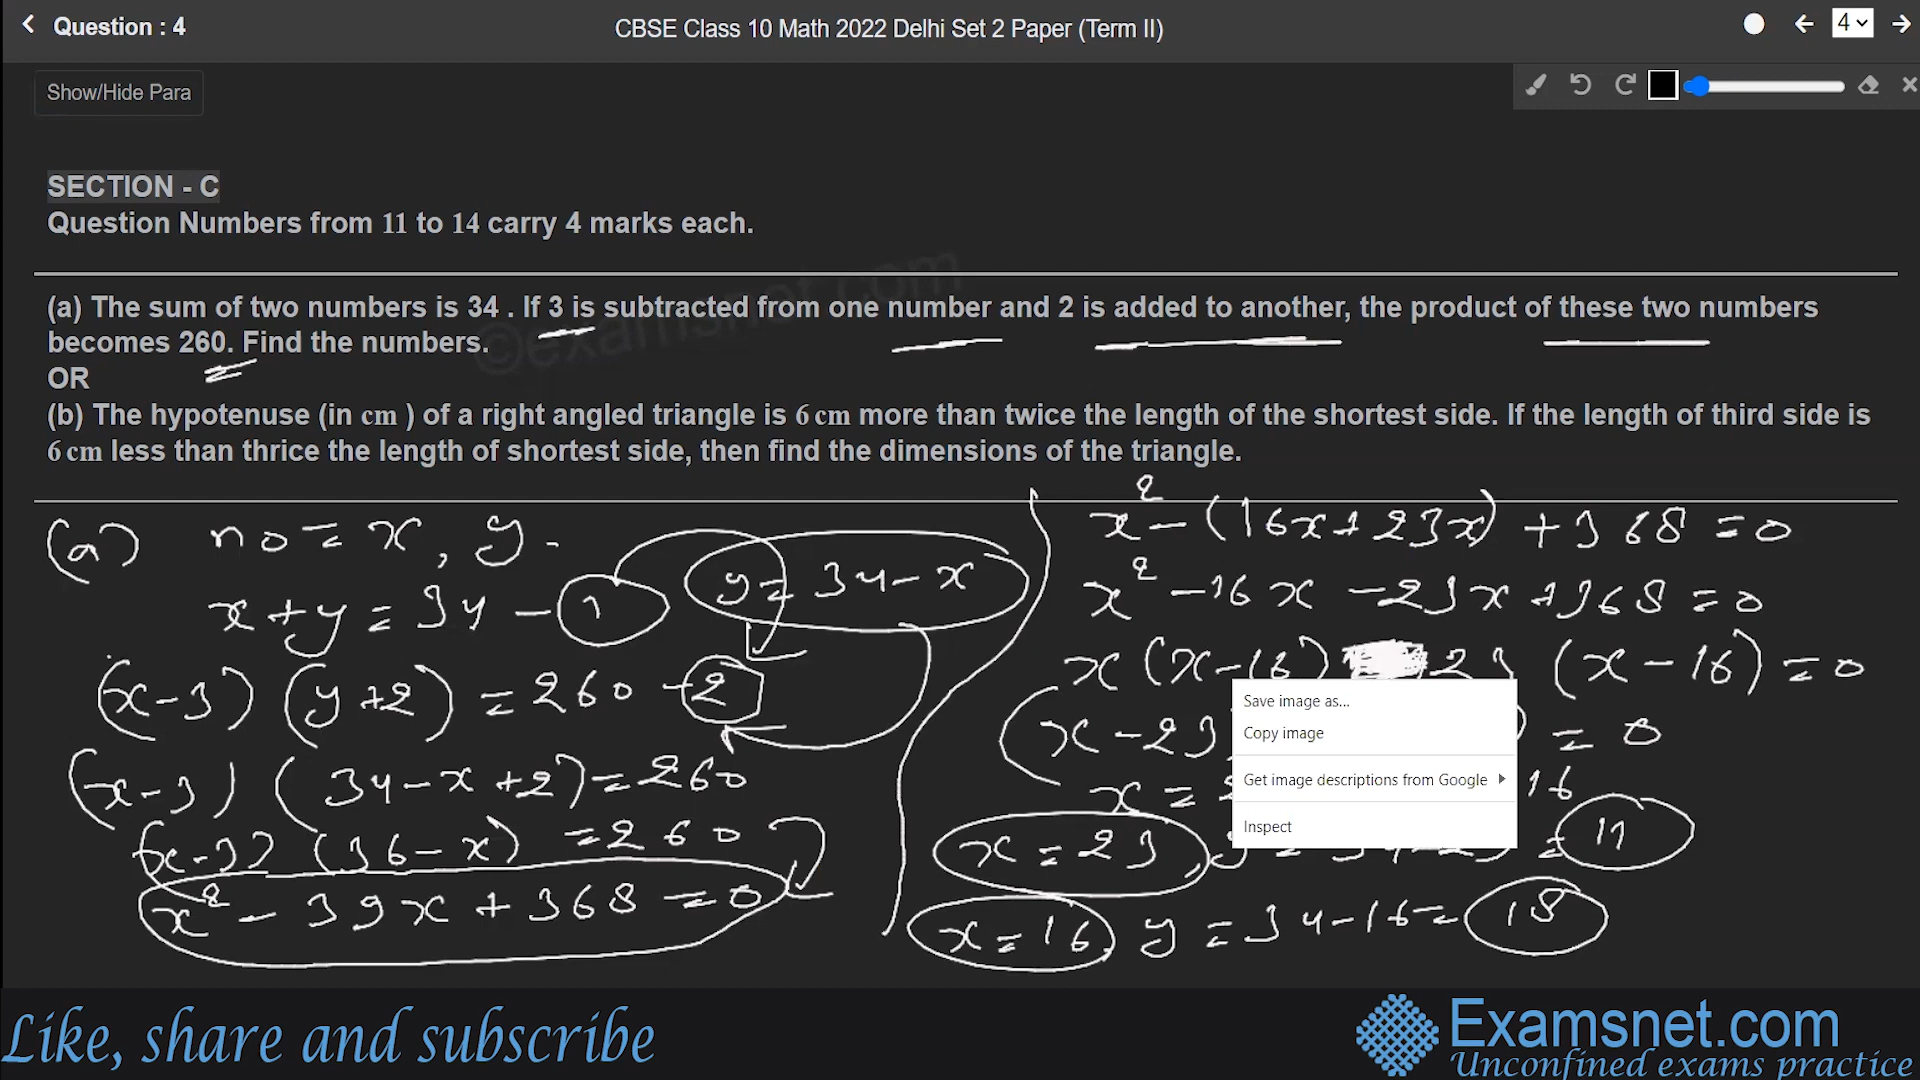 Question : 4
CBSE Class 10 Math 2022 Delhi Set 2 Paper (Term II)
4
Show/Hide Para
SECTION - C
Question Numbers from 11 to 14 carry 4 marks each.
©examsnet.com
(a) The sum of two numbers is 34 . If 3 is subtracted from one number and 2 is added to another, the product of these two numbers
becomes 260. Find the numbers.
OR
(b) The hypotenuse (in cm ) of a right angled triangle is 6 cm more than twice the length of the shortest side. If the length of third side is
6 cm less than thrice the length of shortest side, then find the dimensions of the triangle.
(a) no = x, y -
x + y = 34 - 1
y = 34 - x
(x-3) (y+2) = 260 - 2
(x-3) (34-x+2) = 260
(x-3) (36-x) = 260
x² - 39x + 368 = 0
x² - (16x+23x) + 368 = 0
x² - 16x - 23x + 368 = 0
x (x-16) 23 (x-16) = 0
(x-23 = 0
x = 16
x = 23 11
x = 16 y = 34-16 = 18
Save image as...
Copy image
Get image descriptions from Google
Inspect
Like, share and subscribe
Examsnet.com
Unconfined exams practice